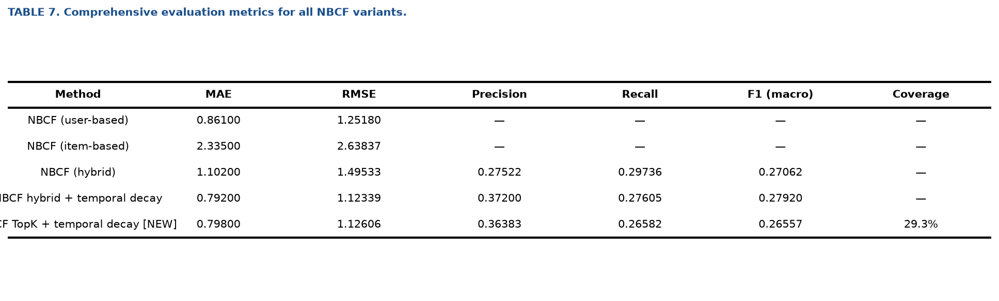 TABLE 7. Comprehensive evaluation metrics for all NBCF variants.
Method MAE RMSE Precision Recall F1 (macro) Coverage
NBCF (user-based) 0.86100 1.25180 — — — —
NBCF (item-based) 2.33500 2.63837 — — — —
NBCF (hybrid) 1.10200 1.49533 0.27522 0.29736 0.27062 —
BCF hybrid + temporal decay 0.79200 1.12339 0.37200 0.27605 0.27920 —
CF TopK + temporal decay [NEW] 0.79800 1.12606 0.36383 0.26582 0.26557 29.3%